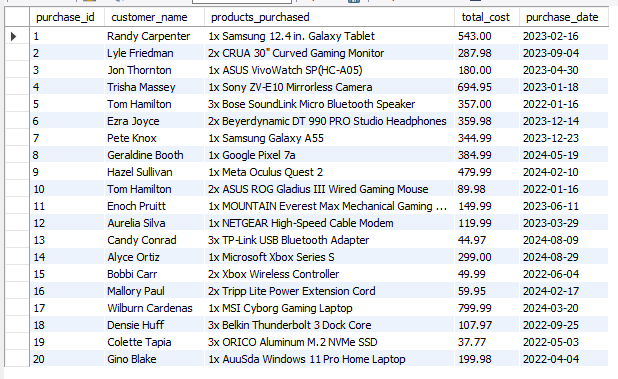 purchase_id customer_name products_purchased total_cost purchase_date
1 Randy Carpenter 1x Samsung 12.4 in. Galaxy Tablet 543.00 2023-02-16
2 Lyle Friedman 2x CRUA 30" Curved Gaming Monitor 287.98 2023-09-04
3 Jon Thornton 1x ASUS VivoWatch SP(HC-A05) 180.00 2023-04-30
4 Trisha Massey 1x Sony ZV-E10 Mirrorless Camera 694.95 2023-01-18
5 Tom Hamilton 3x Bose SoundLink Micro Bluetooth Speaker 357.00 2022-01-16
6 Ezra Joyce 2x Beyerdynamic DT 990 PRO Studio Headphones 359.98 2023-12-14
7 Pete Knox 1x Samsung Galaxy A55 344.99 2023-12-23
8 Geraldine Booth 1x Google Pixel 7a 384.99 2024-05-19
9 Hazel Sullivan 1x Meta Oculus Quest 2 479.99 2024-02-10
10 Tom Hamilton 2x ASUS ROG Gladius III Wired Gaming Mouse 89.98 2022-01-16
11 Enoch Pruitt 1x MOUNTAIN Everest Max Mechanical Gaming ... 149.99 2023-06-11
12 Aurelia Silva 1x NETGEAR High-Speed Cable Modem 119.99 2023-03-29
13 Candy Conrad 3x TP-Link USB Bluetooth Adapter 44.97 2024-08-09
14 Alyce Ortiz 1x Microsoft Xbox Series S 299.00 2024-08-29
15 Bobbi Carr 2x Xbox Wireless Controller 49.99 2022-06-04
16 Mallory Paul 2x Tripp Lite Power Extension Cord 59.95 2024-02-17
17 Wilburn Cardenas 1x MSI Cyborg Gaming Laptop 799.99 2024-03-20
18 Densie Huff 3x Belkin Thunderbolt 3 Dock Core 107.97 2022-09-25
19 Colette Tapia 3x ORICO Aluminum M.2 NVMe SSD 37.77 2022-05-03
20 Gino Blake 1x AuuSda Windows 11 Pro Home Laptop 199.98 2022-04-04